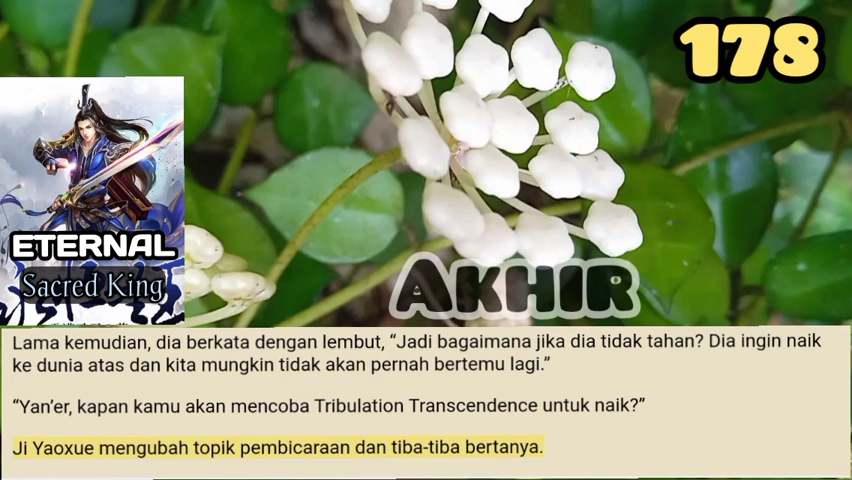 178
ETERNAL
Sacred King
AKHIR
Lama kemudian, dia berkata dengan lembut, “Jadi bagaimana jika dia tidak tahan? Dia ingin naik
ke dunia atas dan kita mungkin tidak akan pernah bertemu lagi.”
“Yan’er, kapan kamu akan mencoba Tribulation Transcendence untuk naik?”
Ji Yaoxue mengubah topik pembicaraan dan tiba-tiba bertanya.